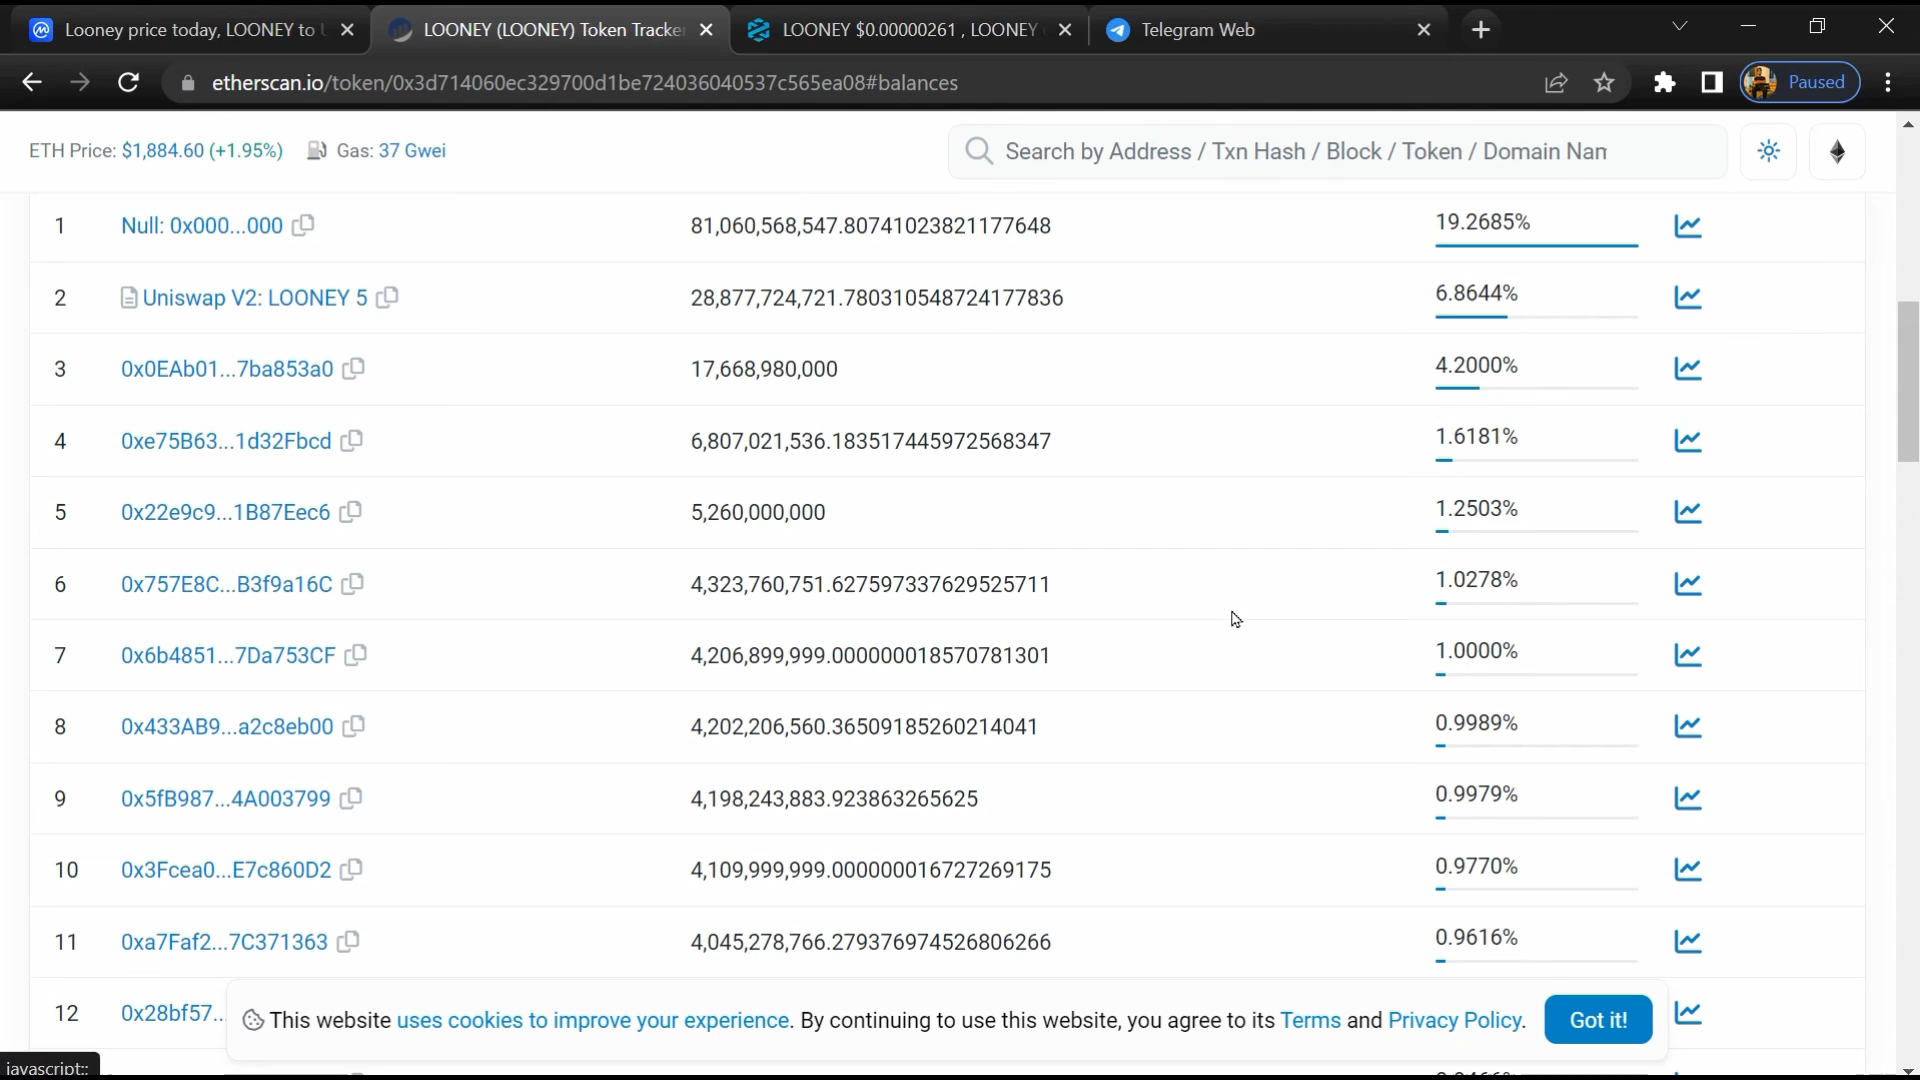 Looney price today, LOONEY to U
LOONEY (LOONEY) Token Tracke
LOONEY $0.00000261 , LOONEY
Telegram Web
etherscan.io/token/0x3d714060ec329700d1be724036040537c565ea08#balances
Paused
ETH Price: $1,884.60 (+1.95%) Gas: 37 Gwei
Search by Address / Txn Hash / Block / Token / Domain Nam
1 Null: 0x000...000 81,060,568,547.80741023821177648 19.2685%
2 Uniswap V2: LOONEY 5 28,877,724,721.780310548724177836 6.8644%
3 0x0EAb01...7ba853a0 17,668,980,000 4.2000%
4 0xe75B63...1d32Fbcd 6,807,021,536.183517445972568347 1.6181%
5 0x22e9c9...1B87Eec6 5,260,000,000 1.2503%
6 0x757E8C...B3f9a16C 4,323,760,751.627597337629525711 1.0278%
7 0x6b4851...7Da753CF 4,206,899,999.000000018570781301 1.0000%
8 0x433AB9...a2c8eb00 4,202,206,560.36509185260214041 0.9989%
9 0x5fB987...4A003799 4,198,243,883.923863265625 0.9979%
10 0x3Fcea0...E7c860D2 4,109,999,999.000000016727269175 0.9770%
11 0xa7Faf2...7C371363 4,045,278,766.279376974526806266 0.9616%
12 0x28bf57...
This website uses cookies to improve your experience. By continuing to use this website, you agree to its Terms and Privacy Policy. Got it!
javascript:;